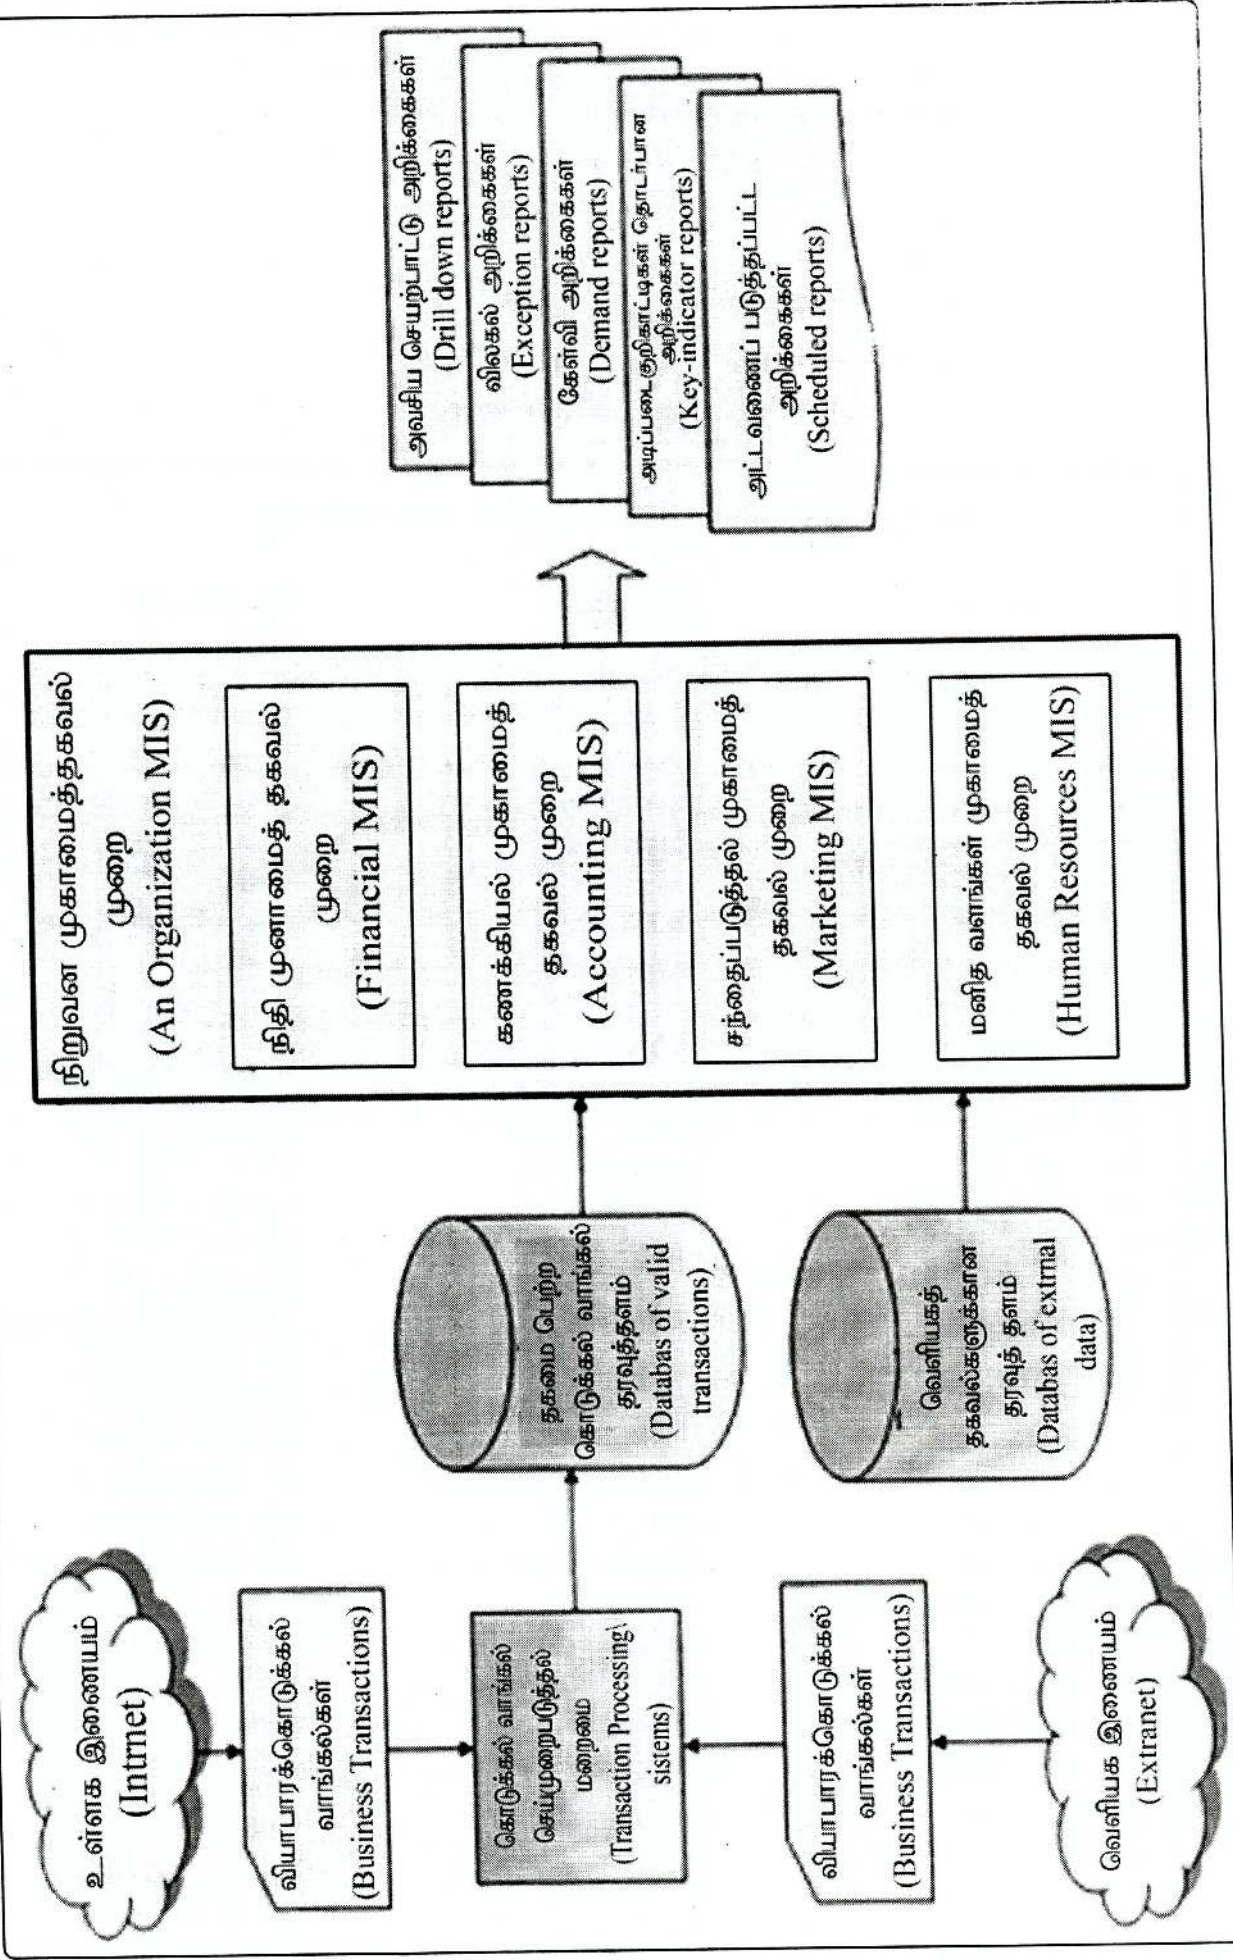 உள்ளக இணையம்
(Intrnet)
வியாபாரக்கொடுக்கல்
வாங்கல்கள்
(Business Transactions)
கொடுக்கல் வாங்கல்
செய்முறைபடுத்தல்
மறைமை
(Transaction Processing\
sistems)
வியாபாரக்கொடுக்கல்
வாங்கல்கள்
(Business Transactions)
வெளியக இணையம்
(Extranet)
தகமை பெற்ற
கொடுக்கல் வாங்கல்
தரவுத்தளம்
(Databas of valid
transactions)
வெளியகத்
தகவல்களுக்கான
தரவுத் தளம்
(Databas of extrnal
data)
நிறுவன முகாமைத்தகவல்
முறை
(An Organization MIS)
நிதி முனாமைத் தகவல்
முறை
(Financial MIS)
கணக்கியல் முகாமைத்
தகவல் முறை
(Accounting MIS)
சந்தைப்படுத்தல் முகாமைத்
தகவல் முறை
(Marketing MIS)
மனித வளங்கள் முகாமைத்
தகவல் முறை
(Human Resources MIS)
அவசிய செயற்பாட்டு அறிக்கைகள்
(Drill down reports)
விலகல் அறிக்கைகள்
(Exception reports)
கேள்வி அறிக்கைகள்
(Demand reports)
அடிப்படைகுறிகாட்டிகள் தொடர்பான
அறிக்கைகள்
(Key-indicator reports)
அட்டவணைப் படுத்தப்பட்ட
அறிக்கைகள்
(Scheduled reports)